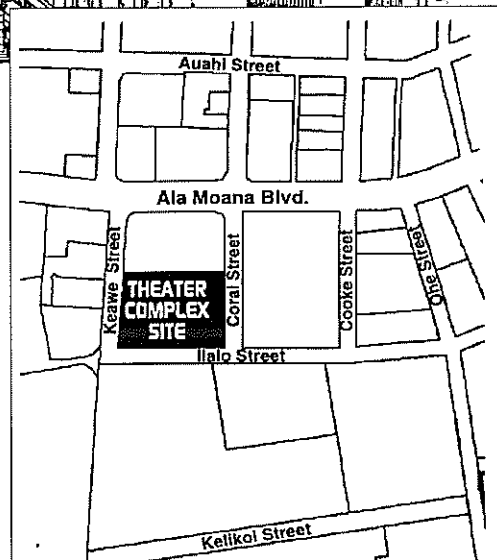 Auahi Street
Ala Moana Blvd.
Keawe Street
THEATER
COMPLEX
SITE
Coral Street
Cooke Street
Ohe Street
Ilalo Street
Kelikoi Street